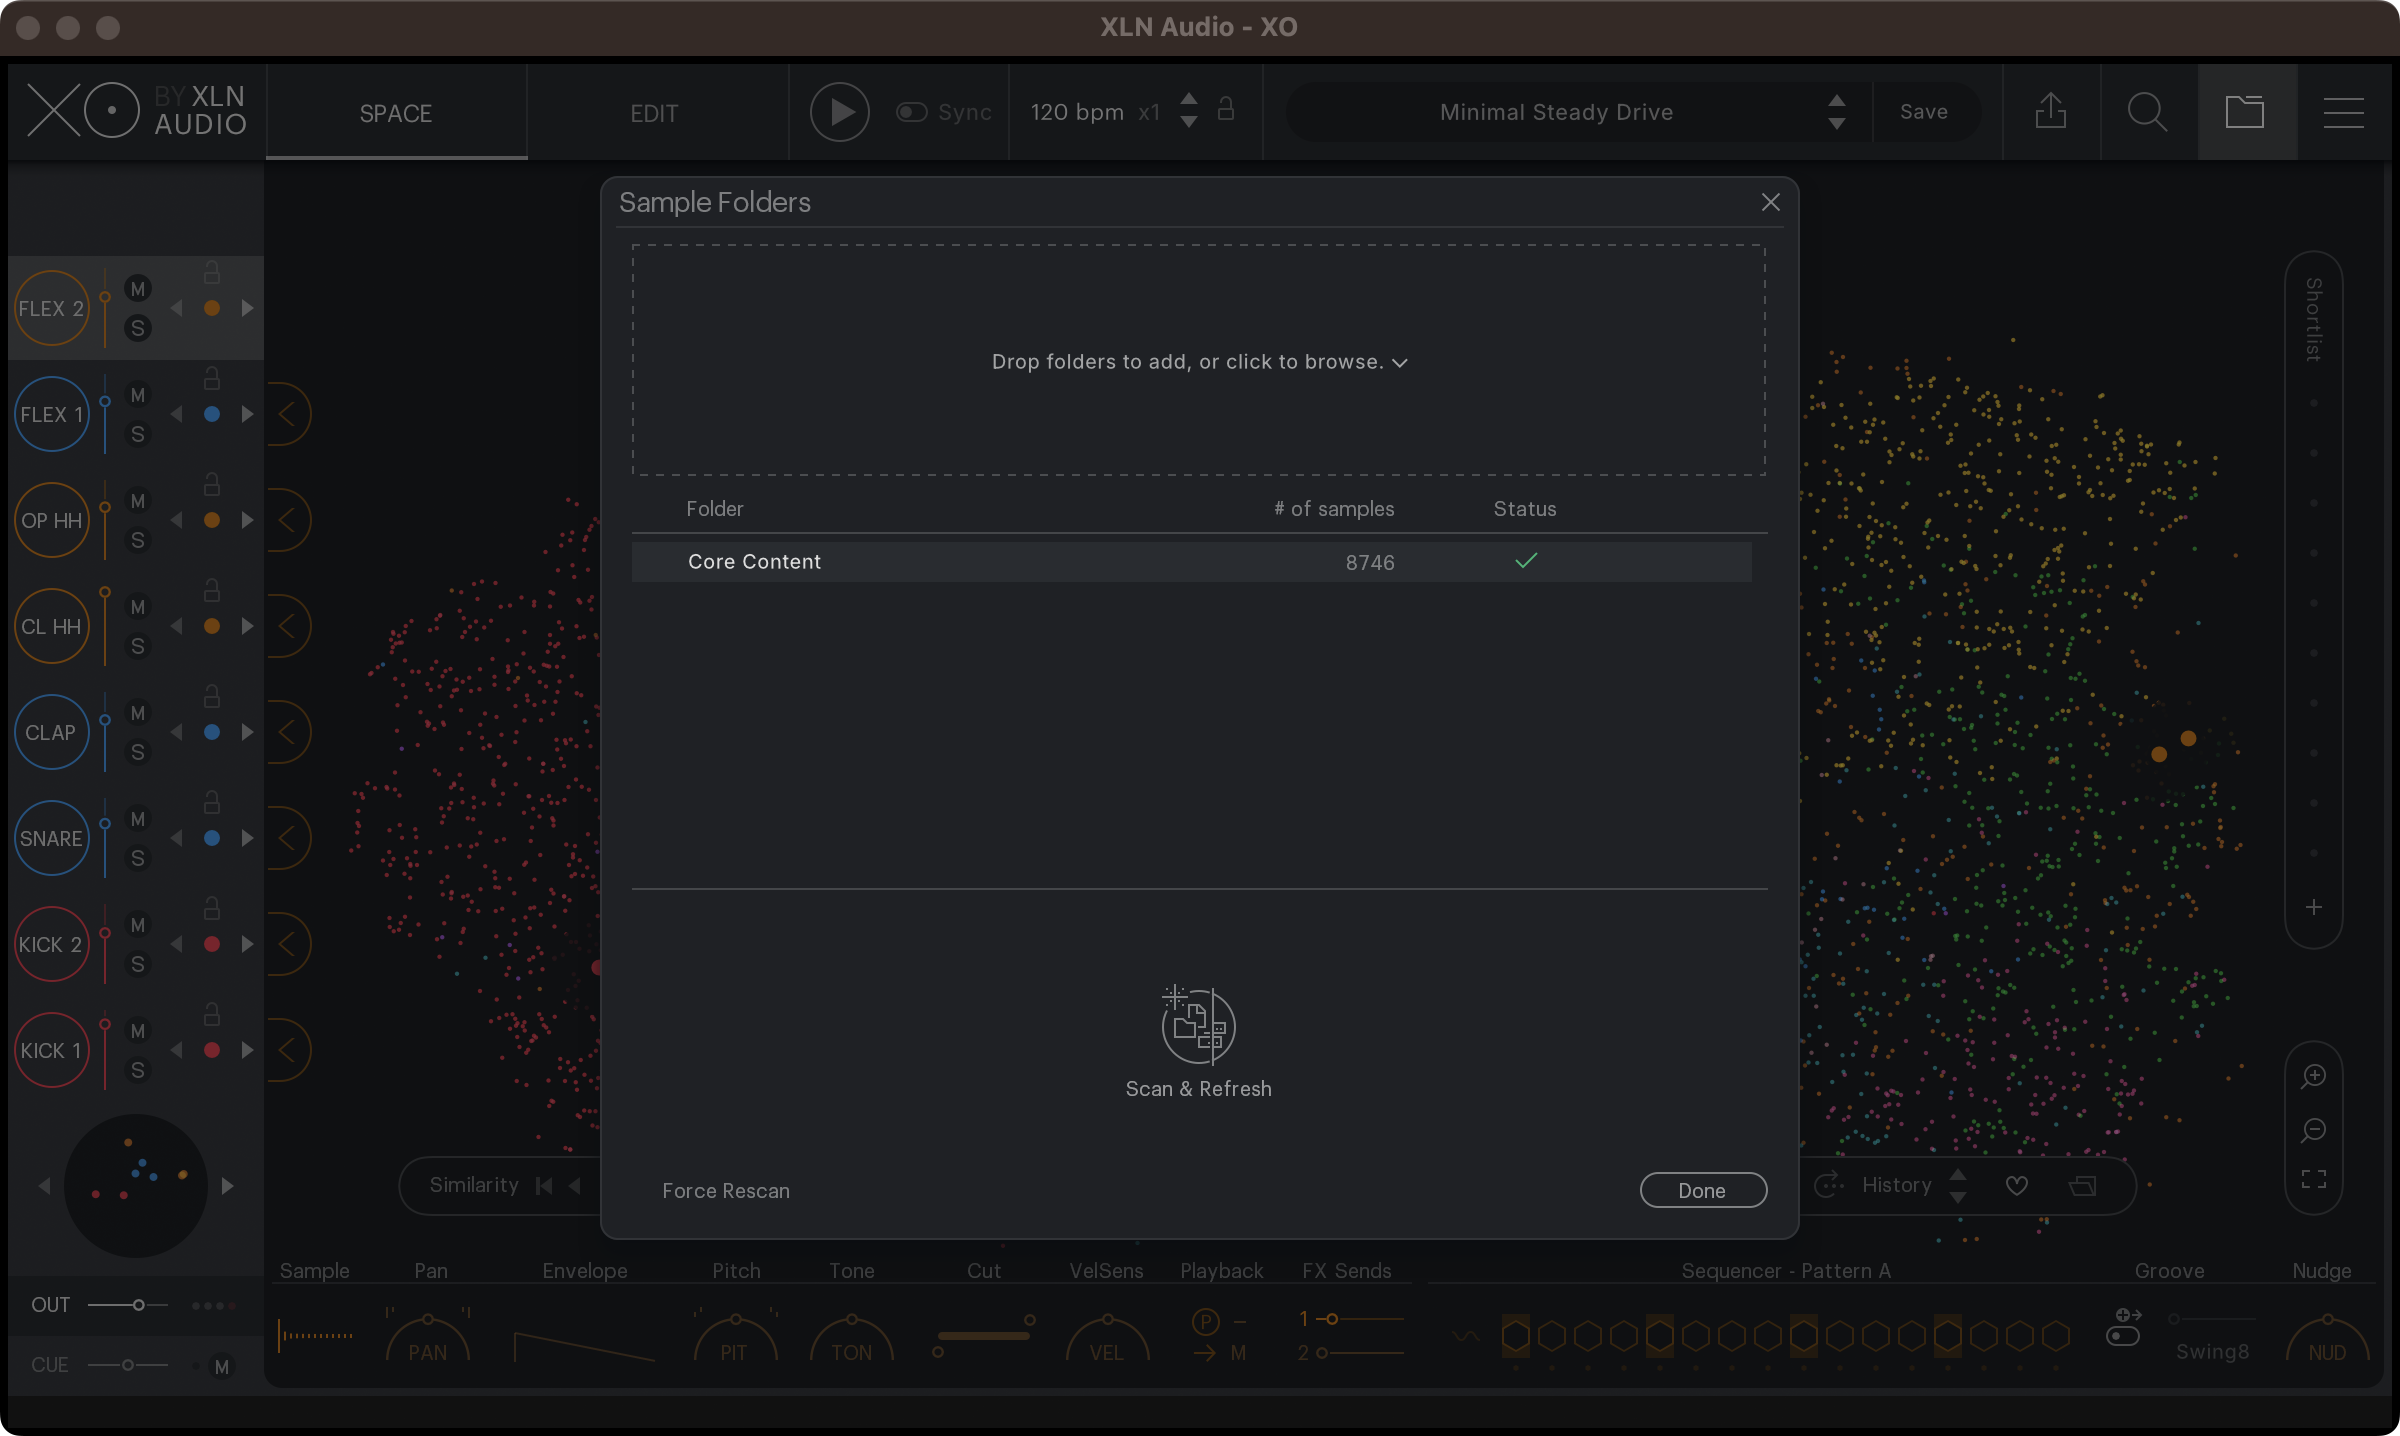 XLN Audio - XO
XO BY XLN
AUDIO
SPACE
EDIT
Sync
120 bpm x1
Minimal Steady Drive
Save
Sample Folders
Drop folders to add, or click to browse.
Folder # of samples Status
Core Content 8746
Scan & Refresh
Force Rescan
Done
FLEX 2
M
S
FLEX 1
M
S
OP HH
M
S
CL HH
M
S
CLAP
M
S
SNARE
M
S
KICK 2
M
S
KICK 1
M
S
Shortlist
Similarity
History
OUT
CUE
M
Sample
Pan
Envelope
Pitch
Tone
Cut
VelSens
Playback
FX Sends
Sequencer - Pattern A
Groove
Nudge
PAN
PIT
TON
VEL
P –
M
1
2
Swing8
NUD